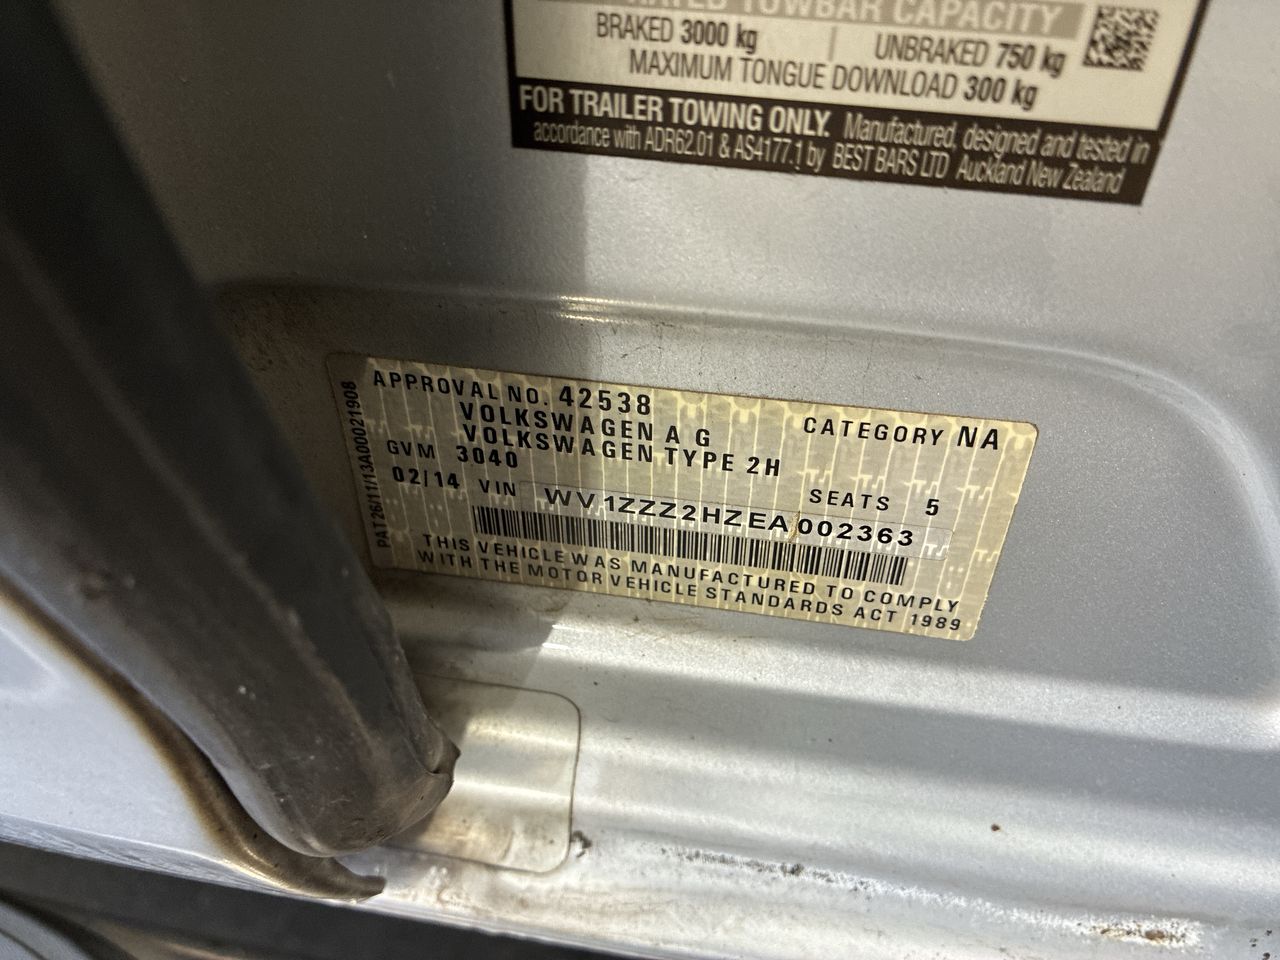 RATED TOWBAR CAPACITY
BRAKED 3000 kg | UNBRAKED 750 kg
MAXIMUM TONGUE DOWNLOAD 300 kg
FOR TRAILER TOWING ONLY. Manufactured, designed and tested in
accordance with ADR62.01 & AS4177.1 by BEST BARS LTD Auckland New Zealand
PAT26/11/13A00021908
APPROVAL NO. 42538 CATEGORY NA
VOLKSWAGEN A G
VOLKSWAGEN TYPE 2H
GVM 3040 SEATS 5
02/14 VIN WV1ZZZ2HZEA002363
THIS VEHICLE WAS MANUFACTURED TO COMPLY
WITH THE MOTOR VEHICLE STANDARDS ACT 1989